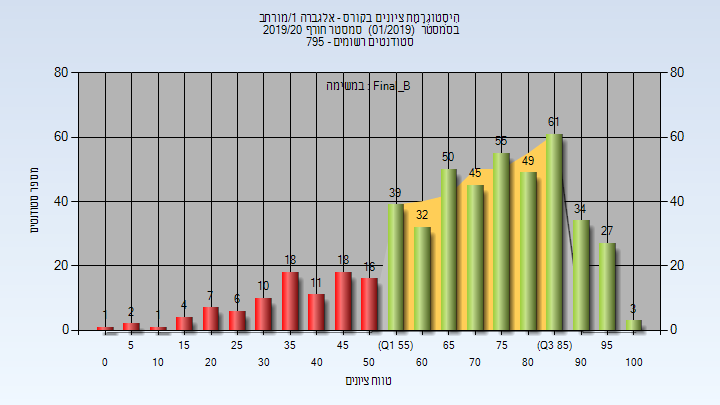 היסטוגרמת ציונים בקורס - אלגברה 1/מורחב
בסמסטר (01/2019) סמסטר חורף 2019/20
סטודנטים רשומים - 795
במשימה : Final_B
80 80
60 60
40 40
20 20
0 0
מספר סטודנטים
1 2 1 4 7 6 10 18 11 18 16 39 32 50 45 55 49 61 34 27 3
5 15 25 35 45 (Q1 55) 65 75 (Q3 85) 95
0 10 20 30 40 50 60 70 80 90 100
טווח ציונים